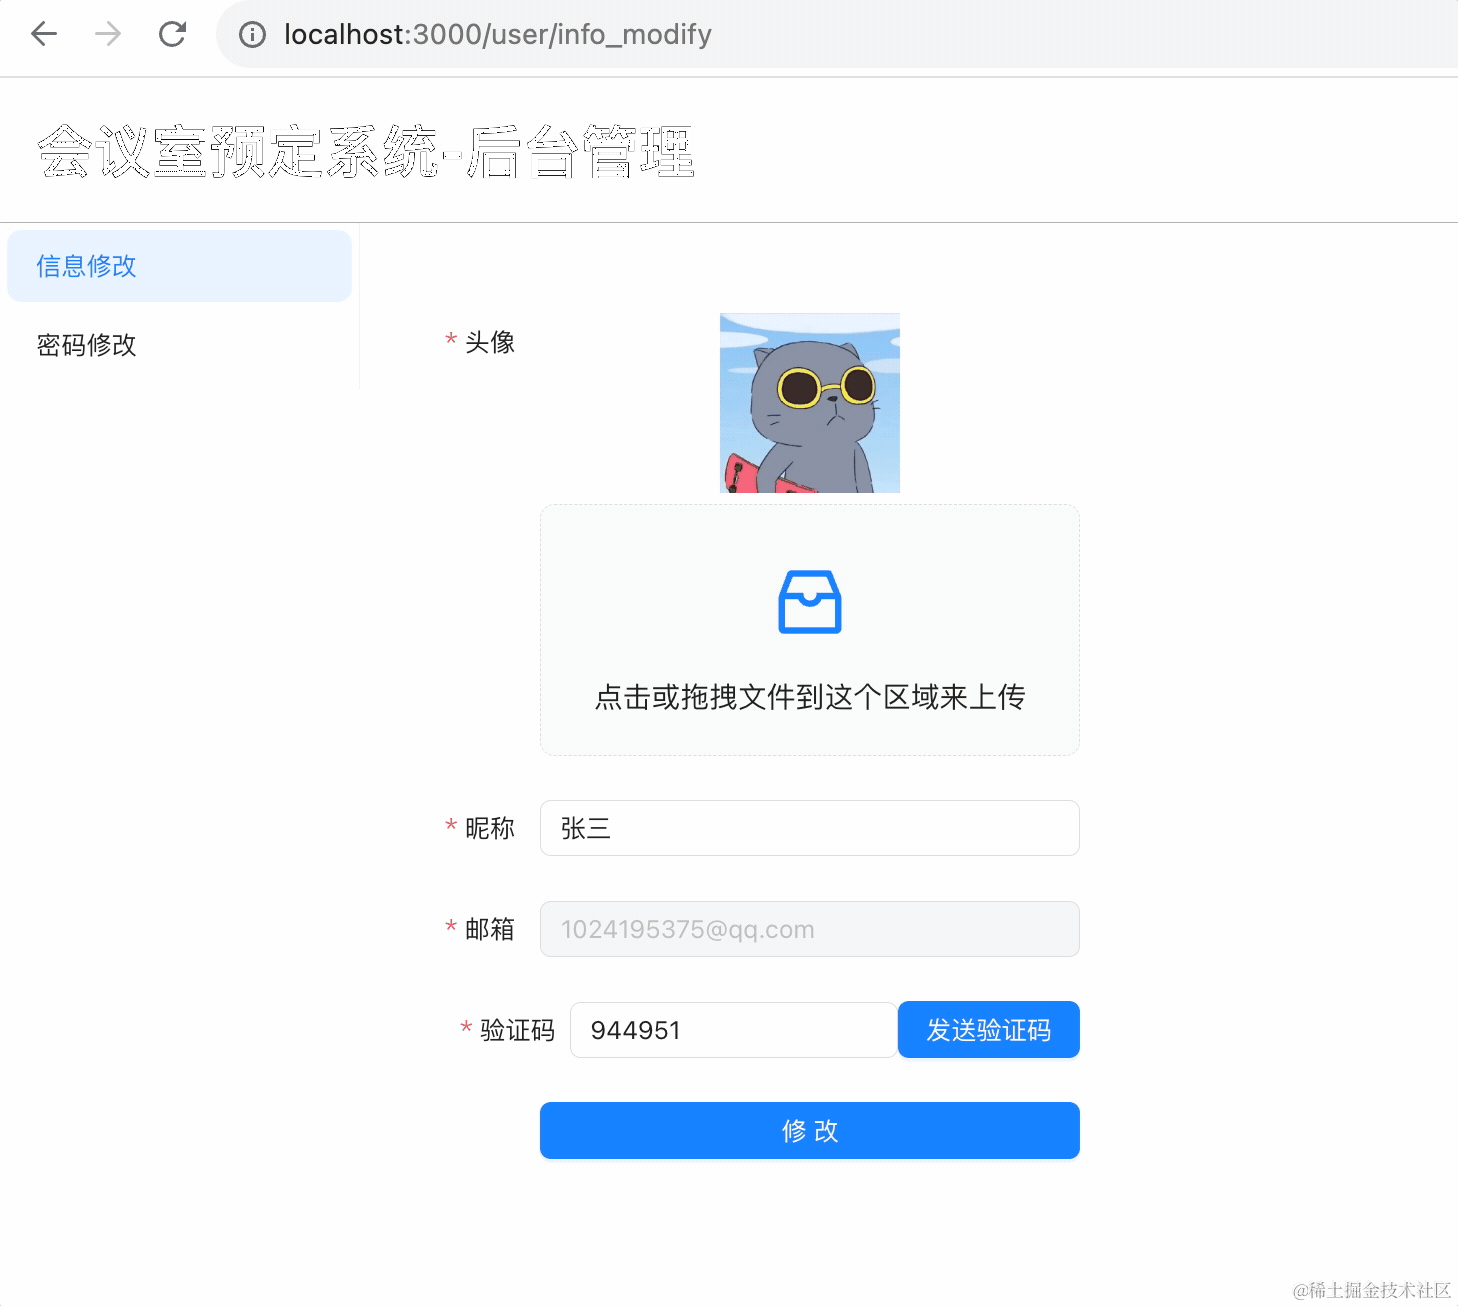 localhost:3000/user/info_modify
会议室预定系统-后台管理
信息修改
密码修改
* 头像
点击或拖拽文件到这个区域来上传
* 昵称 张三
* 邮箱 1024195375@qq.com
* 验证码 944951 发送验证码
修 改
@稀土掘金技术社区